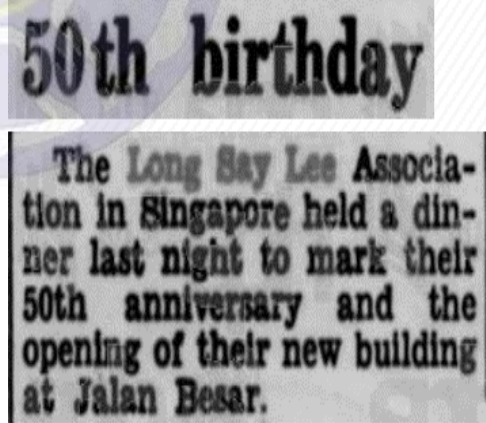 50th birthday
The Long Say Lee Associa-
tion in Singapore held a din-
ner last night to mark their
50th anniversary and the
opening of their new building
at Jalan Besar.